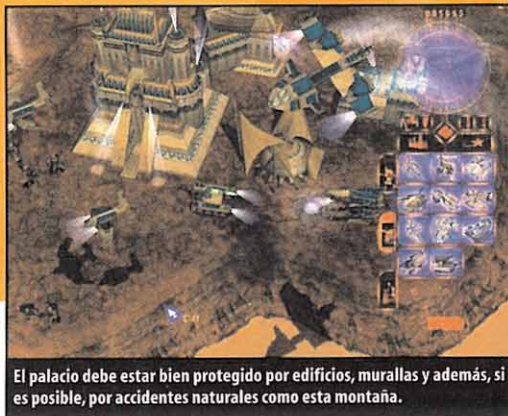 El palacio debe estar bien protegido por edificios, murallas y además, si
es posible, por accidentes naturales como esta montaña.